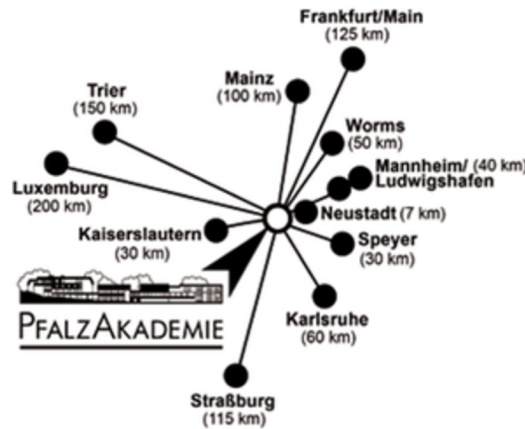 Frankfurt/Main
(125 km)
Mainz
(100 km)
Trier
(150 km)
Worms
(50 km)
Mannheim/ (40 km)
Ludwigshafen
Luxemburg
(200 km)
Neustadt (7 km)
Kaiserslautern
(30 km)
Speyer
(30 km)
PFALZAKADEMIE
Karlsruhe
(60 km)
Straßburg
(115 km)